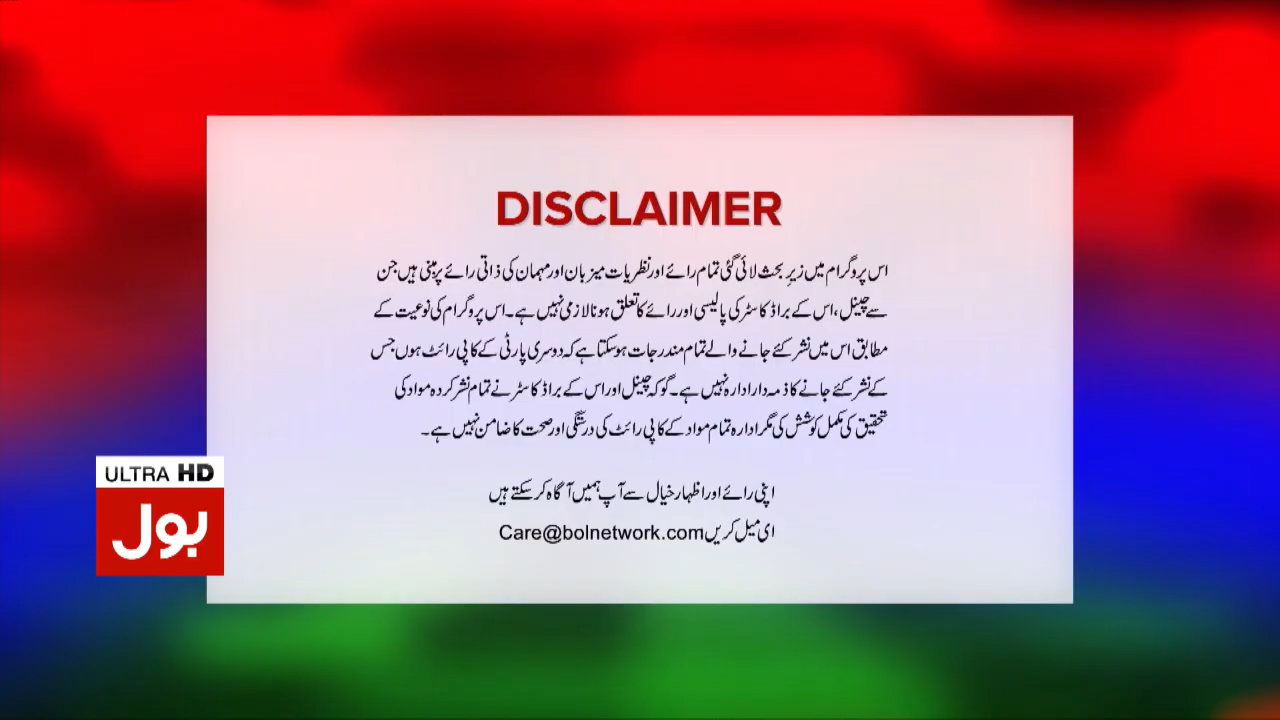 DISCLAIMER
اس پروگرام میں زیرِ بحث لائی گئی تمام رائے اور نظریات میزبان اور مہمان کی ذاتی رائے پر مبنی ہیں جن
سے چینل، اس کے براڈ کاسٹر کی پالیسی اور رائے کا تعلق ہونا لازمی نہیں ہے۔ اس پروگرام کی نوعیت کے
مطابق اس میں نشر کئے جانے والے تمام مندرجات ہوسکتا ہے کہ دوسری پارٹی کے کاپی رائٹ ہوں جس
کے نشر کئے جانے کا ذمہ دار ادارہ نہیں ہے۔ گو کہ چینل اور اس کے براڈ کاسٹر نے تمام نشر کردہ مواد کی
تحقیق کی مکمل کوشش کی مگر ادارہ تمام مواد کے کاپی رائٹ کی درستگی اور صحت کا ضامن نہیں ہے۔
اپنی رائے اور اظہار خیال سے آپ ہمیں آگاہ کر سکتے ہیں
ای میل کریں Care@bolnetwork.com
ULTRA HD
بول